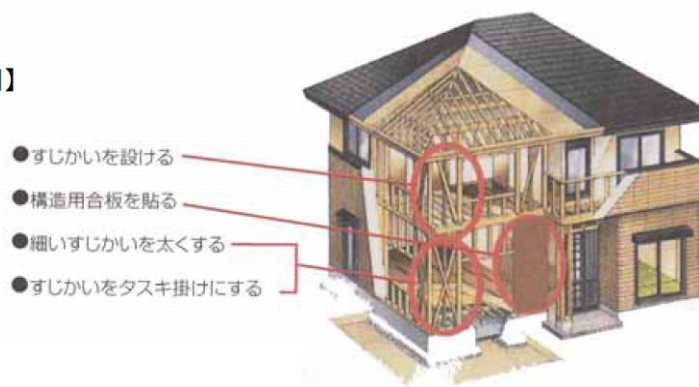 】
●すじかいを設ける
●構造用合板を貼る
●細いすじかいを太くする
●すじかいをタスキ掛けにする